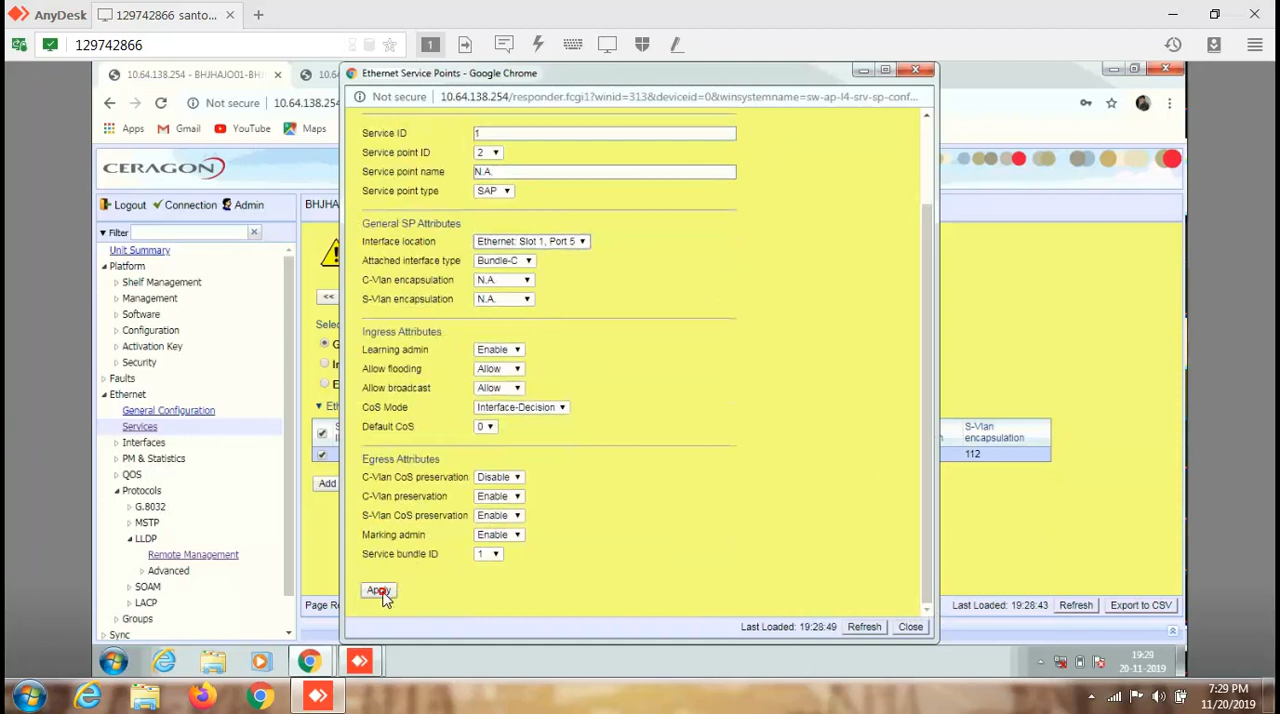 AnyDesk 129742866 santo...
129742866 1
10.64.138.254 - BHJHAJO01-BH
Ethernet Service Points - Google Chrome
Not secure 10.64.138.254/responder.fcgi1?winid=313&deviceid=0&winsystemname=sw-ap-l4-srv-sp-conf...
Not secure 10.64.138.
Apps Gmail YouTube Maps
CERAGON
Logout Connection Admin BHJHA
Filter
Unit Summary
Platform
Shelf Management
Management
Software
Configuration
Activation Key
Security
Faults
Ethernet
General Configuration
Services
Interfaces
PM & Statistics
QOS
Protocols
G.8032
MSTP
LLDP
Remote Management
Advanced
SOAM
LACP
Groups
Sync
<<
Selec
G
In
E
Eth
S
Add
Page Re
Service ID 1
Service point ID 2
Service point name N.A.
Service point type SAP
General SP Attributes
Interface location Ethernet: Slot 1, Port 5
Attached interface type Bundle-C
C-Vlan encapsulation N.A.
S-Vlan encapsulation N.A.
Ingress Attributes
Learning admin Enable
Allow flooding Allow
Allow broadcast Allow
CoS Mode Interface-Decision
Default CoS 0
Egress Attributes
C-Vlan CoS preservation Disable
C-Vlan preservation Enable
S-Vlan CoS preservation Enable
Marking admin Enable
Service bundle ID 1
Apply
Last Loaded: 19:28:49 Refresh Close
S-Vlan
encapsulation
112
Last Loaded: 19:28:43 Refresh Export to CSV
19:29
20-11-2019
7:29 PM
11/20/2019